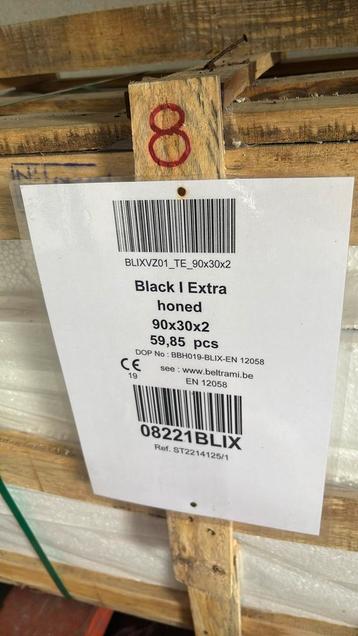 8
BLIXVZ01_TE_90x30x2
Black I Extra
honed
90x30x2
59,85 pcs
DOP No : BBH019-BLIX-EN 12058
CE see : www.beltrami.be
19 EN 12058
08221BLIX
Ref. ST2214125/1